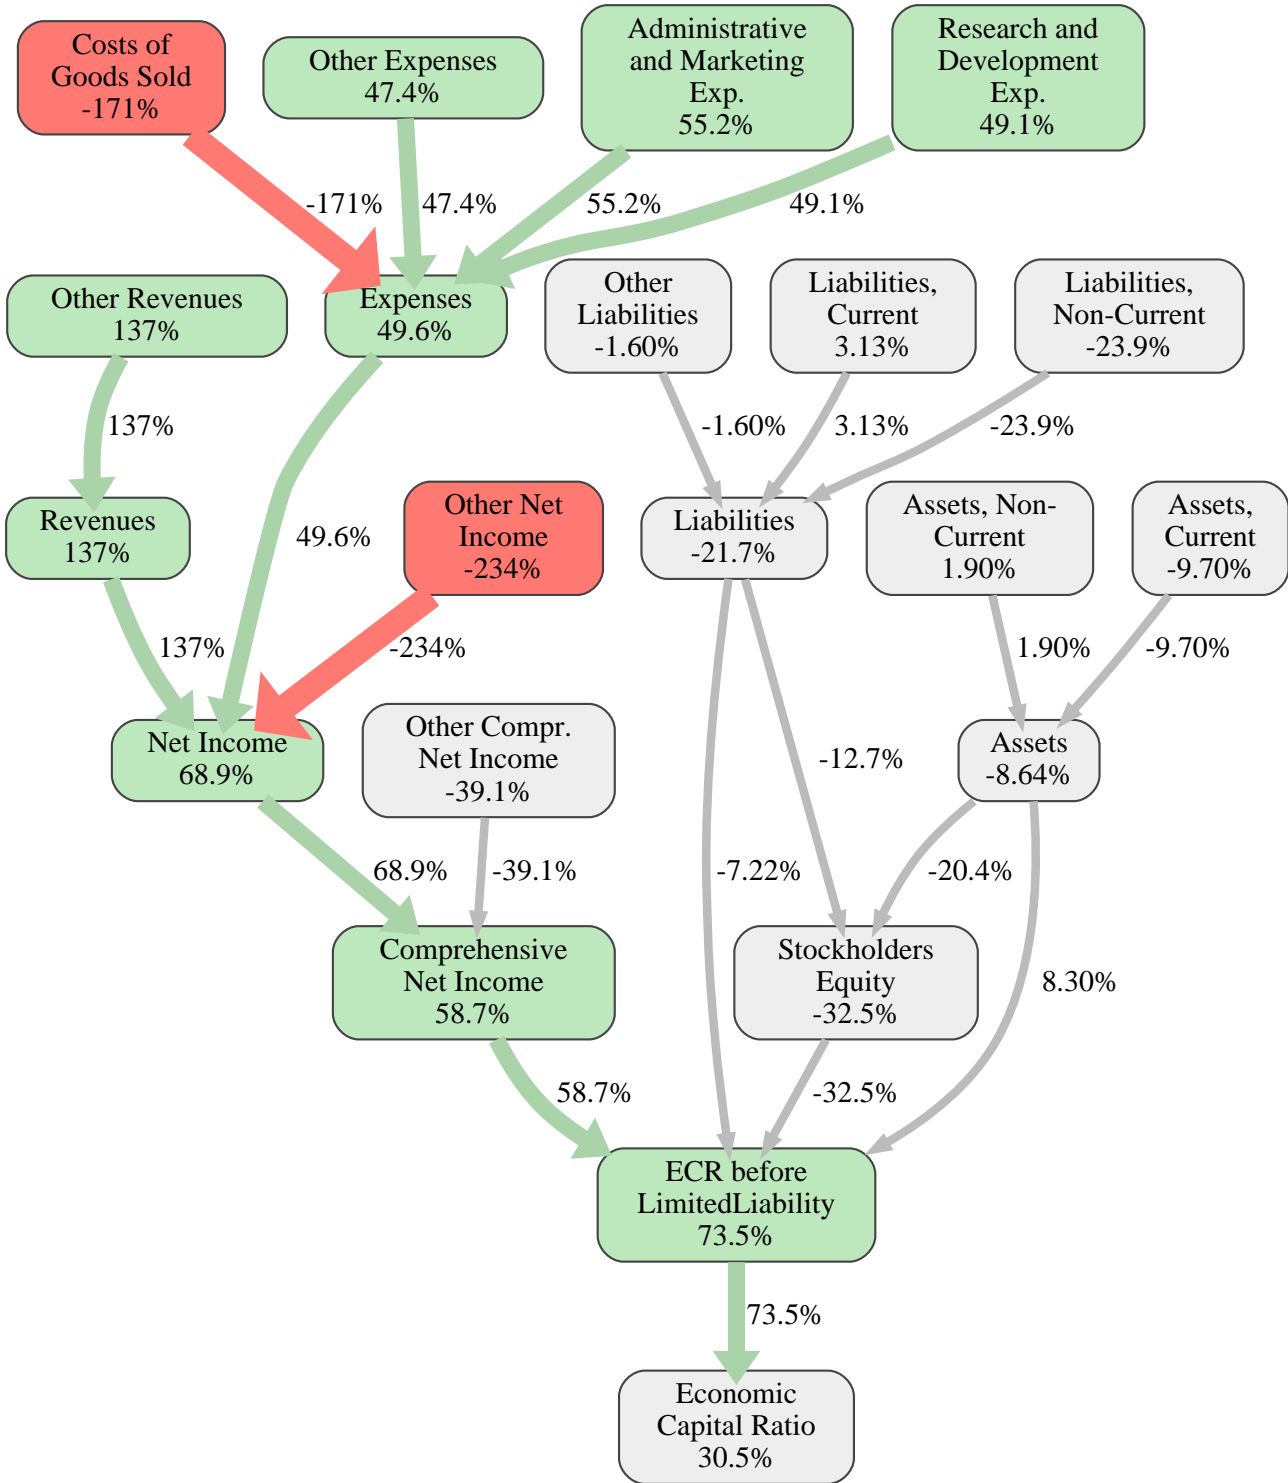 Costs of
Goods Sold
-171%
Other Expenses
47.4%
Administrative
and Marketing
Exp.
55.2%
Research and
Development
Exp.
49.1%
-171%
47.4%
55.2%
49.1%
Other Revenues
137%
Expenses
49.6%
Other
Liabilities
-1.60%
Liabilities,
Current
3.13%
Liabilities,
Non-Current
-23.9%
137%
-1.60%
3.13%
-23.9%
Revenues
137%
49.6%
Other Net
Income
-234%
Liabilities
-21.7%
Assets, Non-
Current
1.90%
Assets,
Current
-9.70%
137%
-234%
1.90%
-9.70%
Net Income
68.9%
Other Compr.
Net Income
-39.1%
-12.7%
Assets
-8.64%
68.9%
-39.1%
-7.22%
-20.4%
Comprehensive
Net Income
58.7%
Stockholders
Equity
-32.5%
8.30%
58.7%
-32.5%
ECR before
LimitedLiability
73.5%
73.5%
Economic
Capital Ratio
30.5%